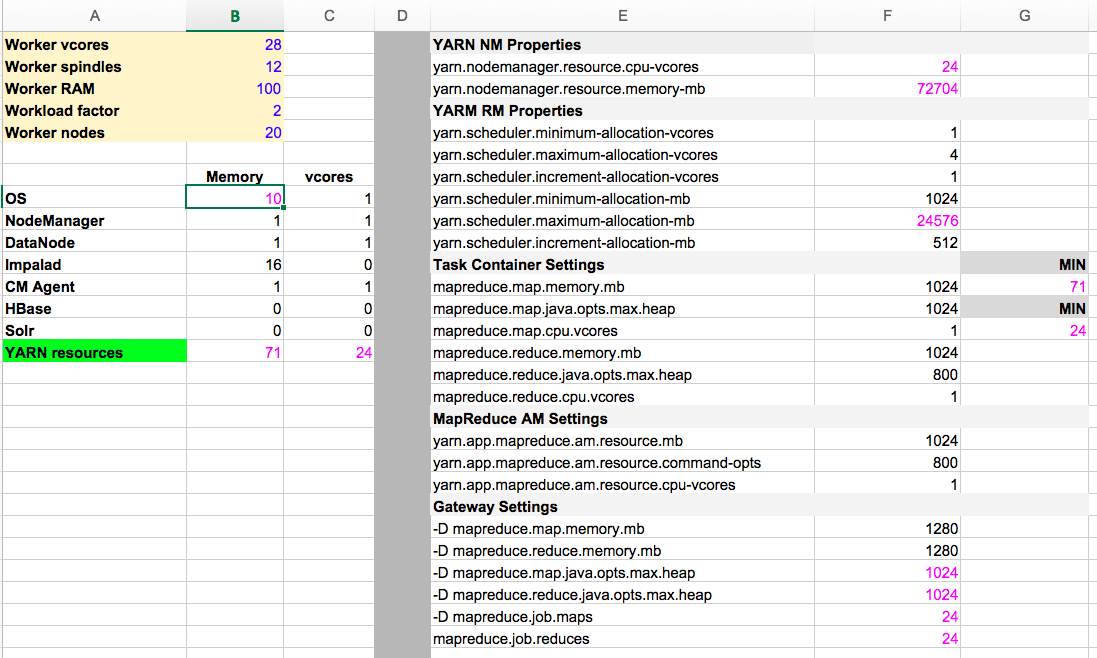 A B C D E F G
Worker vcores 28 YARN NM Properties
Worker spindles 12 yarn.nodemanager.resource.cpu-vcores 24
Worker RAM 100 yarn.nodemanager.resource.memory-mb 72704
Workload factor 2 YARM RM Properties
Worker nodes 20 yarn.scheduler.minimum-allocation-vcores 1
yarn.scheduler.maximum-allocation-vcores 4
Memory vcores yarn.scheduler.increment-allocation-vcores 1
OS 10 1 yarn.scheduler.minimum-allocation-mb 1024
NodeManager 1 1 yarn.scheduler.maximum-allocation-mb 24576
DataNode 1 1 yarn.scheduler.increment-allocation-mb 512
Impalad 16 0 Task Container Settings MIN
CM Agent 1 1 mapreduce.map.memory.mb 1024 71
HBase 0 0 mapreduce.map.java.opts.max.heap 1024 MIN
Solr 0 0 mapreduce.map.cpu.vcores 1 24
YARN resources 71 24 mapreduce.reduce.memory.mb 1024
mapreduce.reduce.java.opts.max.heap 800
mapreduce.reduce.cpu.vcores 1
MapReduce AM Settings
yarn.app.mapreduce.am.resource.mb 1024
yarn.app.mapreduce.am.resource.command-opts 800
yarn.app.mapreduce.am.resource.cpu-vcores 1
Gateway Settings
-D mapreduce.map.memory.mb 1280
-D mapreduce.reduce.memory.mb 1280
-D mapreduce.map.java.opts.max.heap 1024
-D mapreduce.reduce.java.opts.max.heap 1024
-D mapreduce.job.maps 24
mapreduce.job.reduces 24